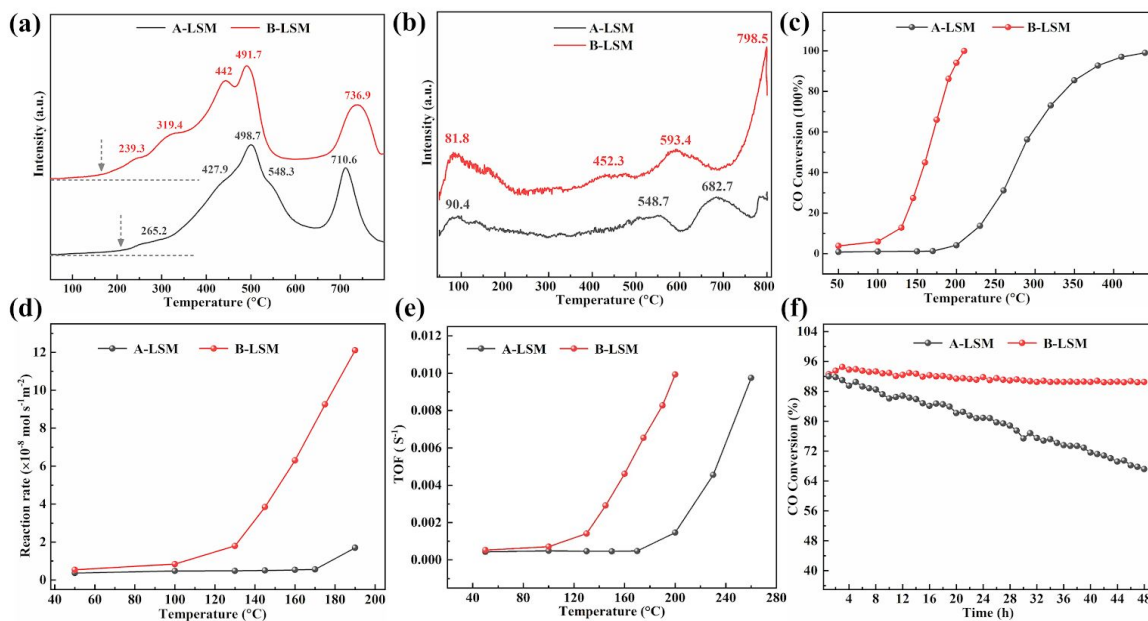 (a)
A-LSM B-LSM
491.7
442
736.9
319.4
239.3
498.7
427.9
548.3
710.6
265.2
Intensity (a.u.)
100 200 300 400 500 600 700
Temperature (°C)
(b)
A-LSM
B-LSM
798.5
81.8
593.4
452.3
682.7
548.7
90.4
Intensity (a.u.)
100 200 300 400 500 600 700 800
Temperature (°C)
(c)
A-LSM B-LSM
CO Conversion (100%)
100
80
60
40
20
0
50 100 150 200 250 300 350 400
Temperature (°C)
(d)
A-LSM B-LSM
Reaction rate (×10-8 mol s-1m-2)
12
10
8
6
4
2
0
40 60 80 100 120 140 160 180 200
Temperature (°C)
(e)
A-LSM B-LSM
TOF ( S-1)
0.012
0.010
0.008
0.006
0.004
0.002
0.000
40 80 120 160 200 240 280
Temperature (°C)
(f)
A-LSM B-LSM
CO Conversion (%)
104
96
88
80
72
64
56
48
40
4 8 12 16 20 24 28 32 36 40 44 48
Time (h)